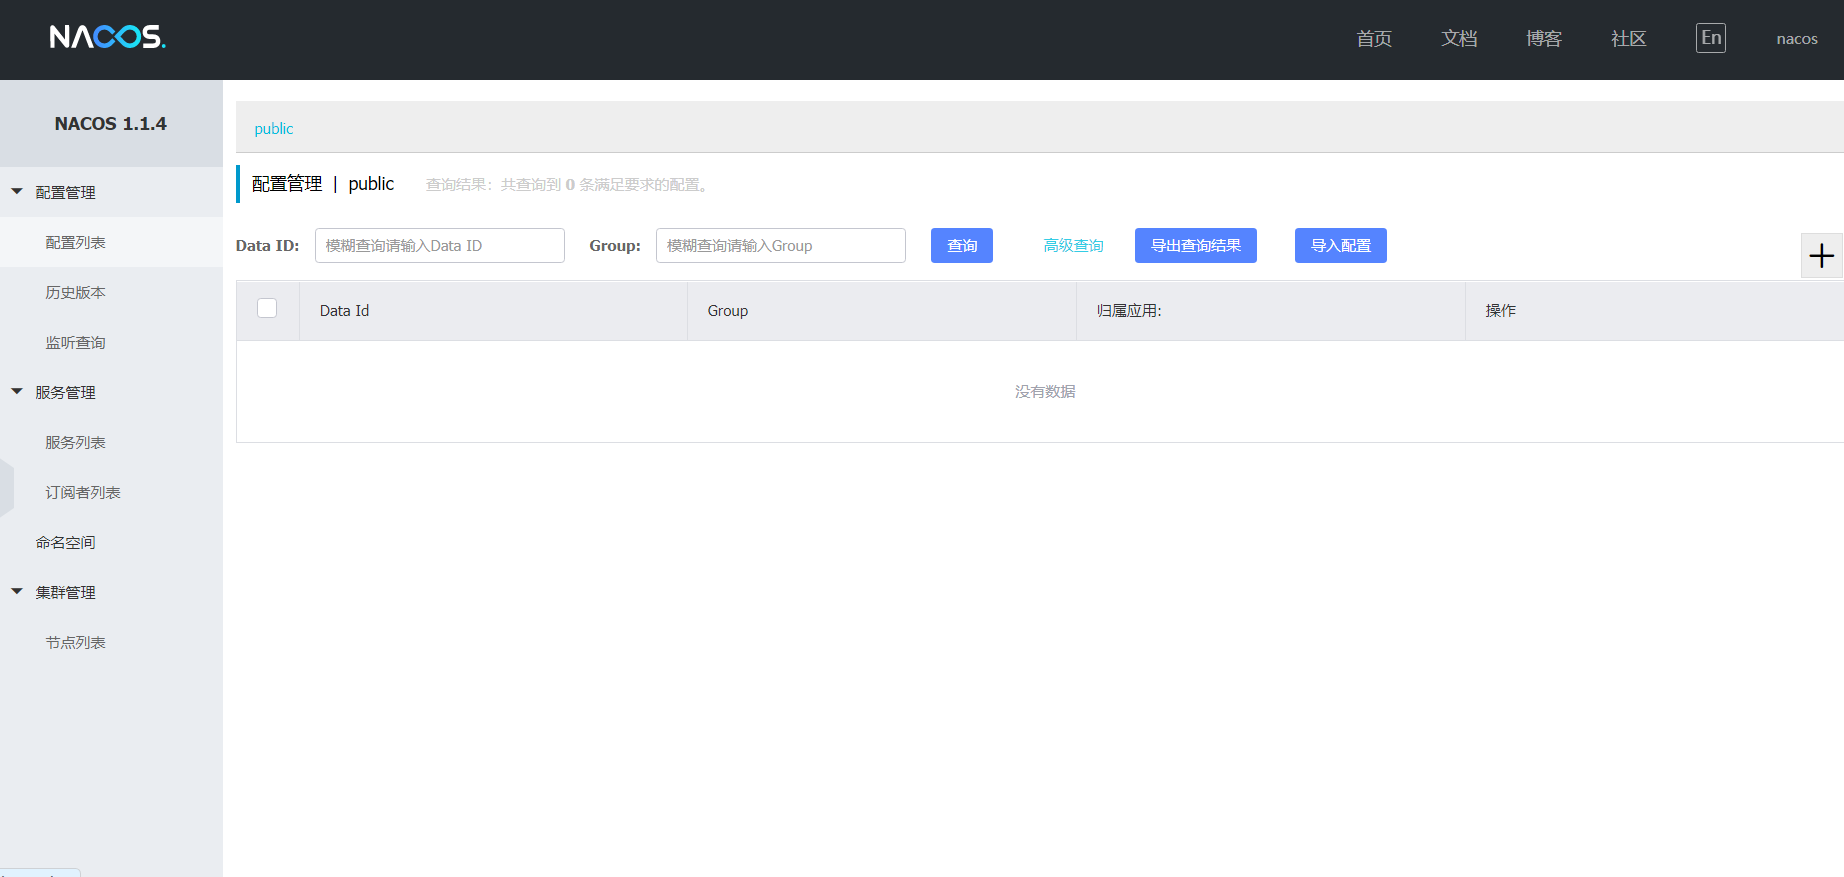 NACOS.
首页 文档 博客 社区 En nacos
NACOS 1.1.4
配置管理
配置列表
历史版本
监听查询
服务管理
服务列表
订阅者列表
命名空间
集群管理
节点列表
public
配置管理 | public 查询结果：共查询到 0 条满足要求的配置。
Data ID: 模糊查询请输入Data ID Group: 模糊查询请输入Group 查询 高级查询 导出查询结果 导入配置
Data Id Group 归属应用: 操作
没有数据